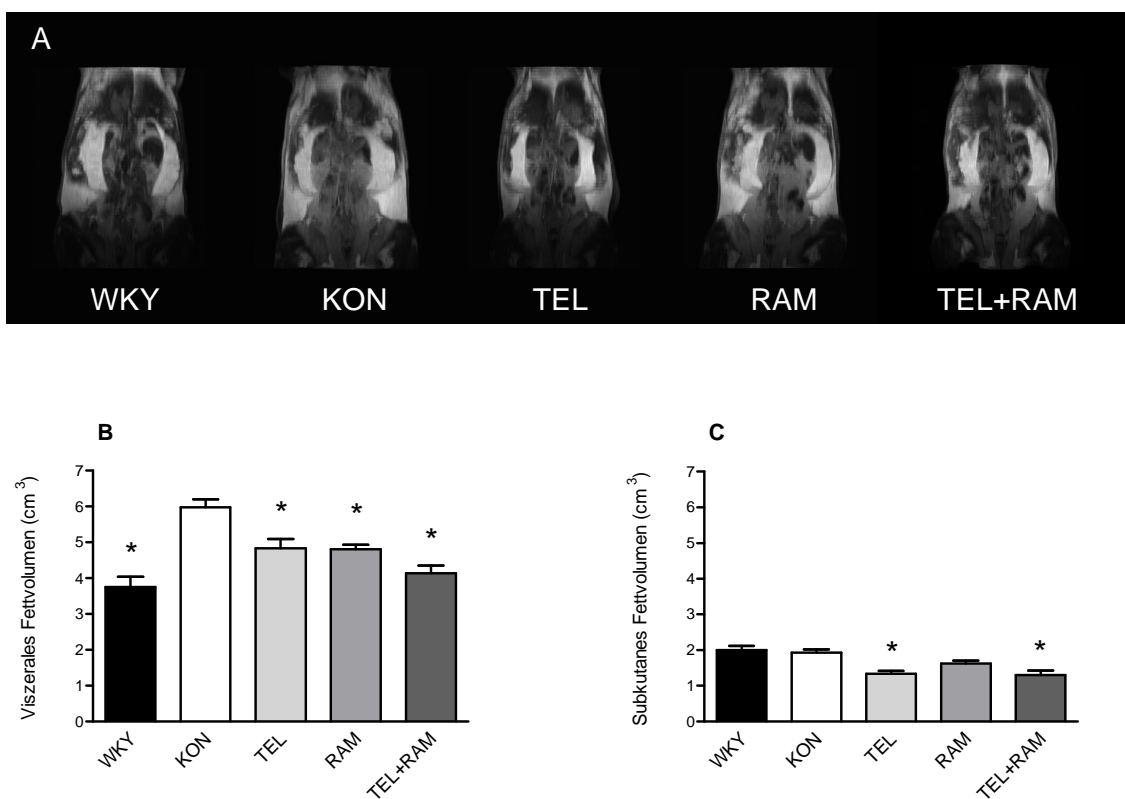 A
WKY KON TEL RAM TEL+RAM
B
Viszerales Fettvolumen (cm³)
7
6
5
4
3
2
1
0
* * * *
WKY KON TEL RAM TEL+RAM
C
Subkutanes Fettvolumen (cm³)
7
6
5
4
3
2
1
0
* *
WKY KON TEL RAM TEL+RAM